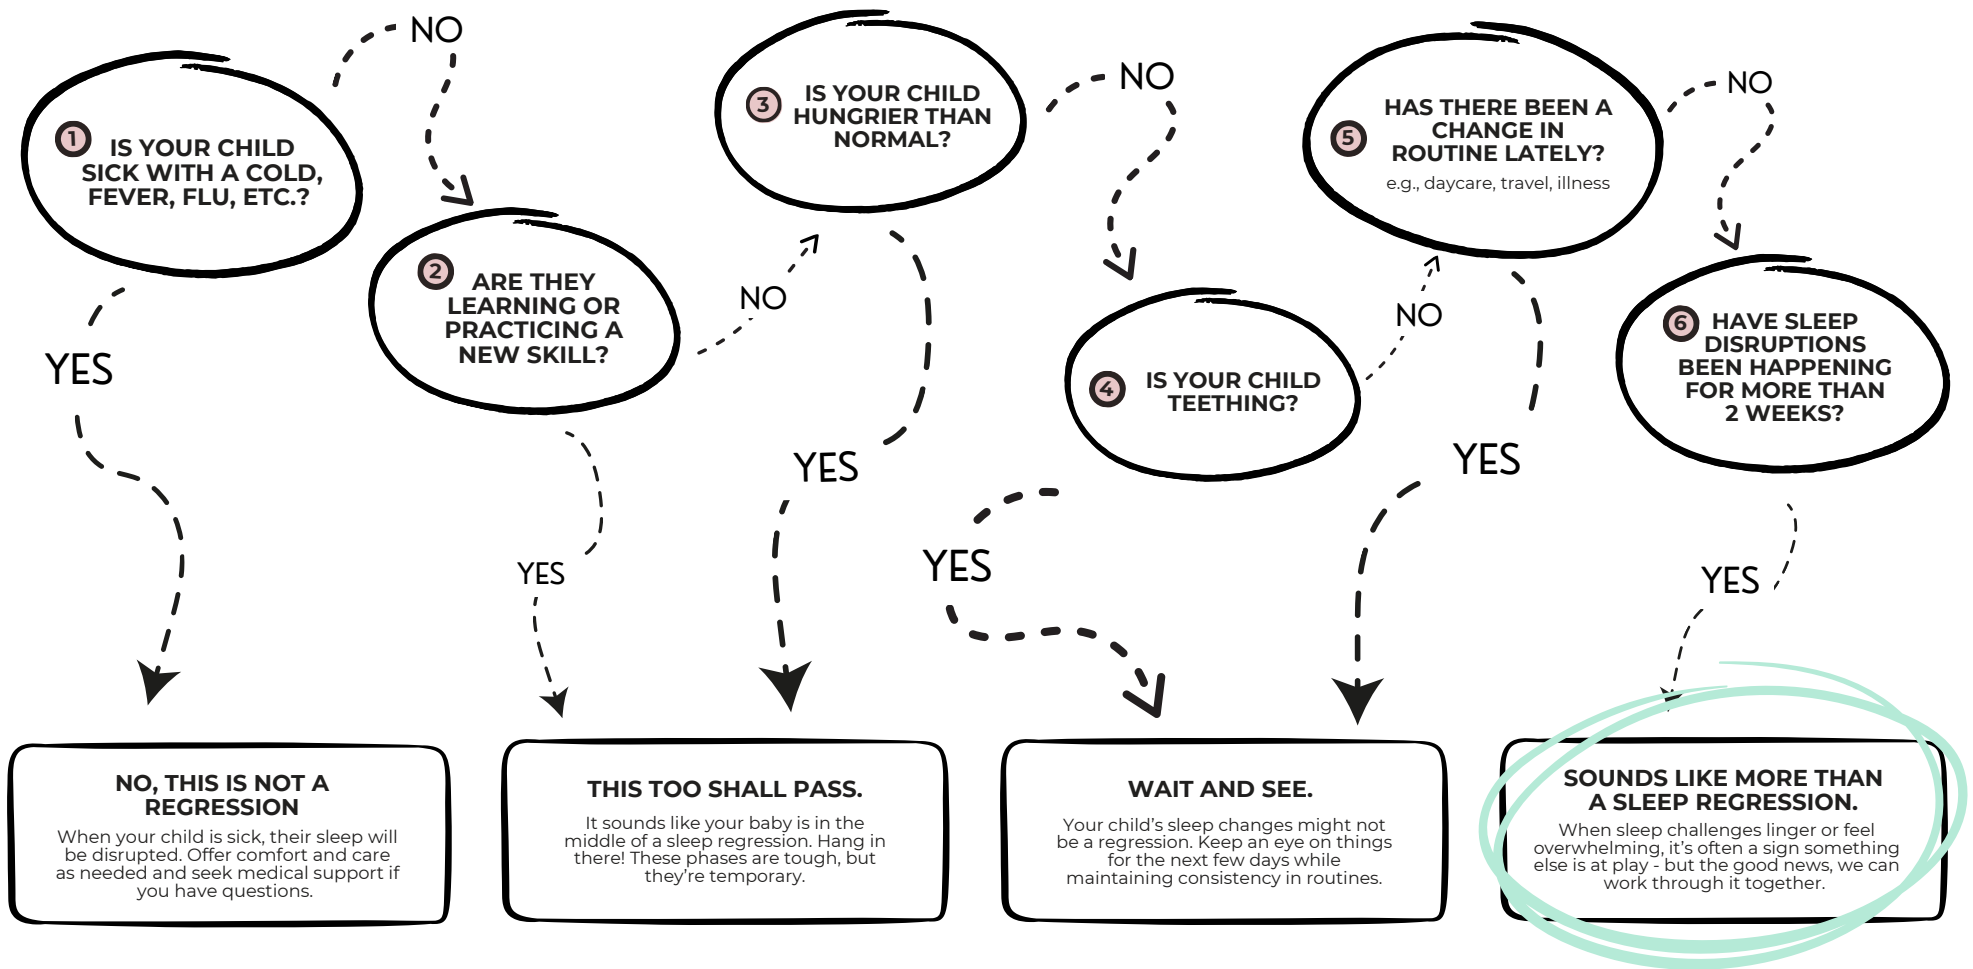 NO
1
IS YOUR CHILD
SICK WITH A COLD,
FEVER, FLU, ETC.?
YES
2
ARE THEY
LEARNING OR
PRACTICING A
NEW SKILL?
NO
YES
3
IS YOUR CHILD
HUNGRIER THAN
NORMAL?
NO
YES
4
IS YOUR CHILD
TEETHING?
NO
YES
5
HAS THERE BEEN A
CHANGE IN
ROUTINE LATELY?
e.g., daycare, travel, illness
NO
YES
6
HAVE SLEEP
DISRUPTIONS
BEEN HAPPENING
FOR MORE THAN
2 WEEKS?
YES
NO, THIS IS NOT A
REGRESSION
When your child is sick, their sleep will
be disrupted. Offer comfort and care
as needed and seek medical support if
you have questions.
THIS TOO SHALL PASS.
It sounds like your baby is in the
middle of a sleep regression. Hang in
there! These phases are tough, but
they're temporary.
WAIT AND SEE.
Your child's sleep changes might not
be a regression. Keep an eye on things
for the next few days while
maintaining consistency in routines.
SOUNDS LIKE MORE THAN
A SLEEP REGRESSION.
When sleep challenges linger or feel
overwhelming, it's often a sign something
else is at play - but the good news, we can
work through it together.